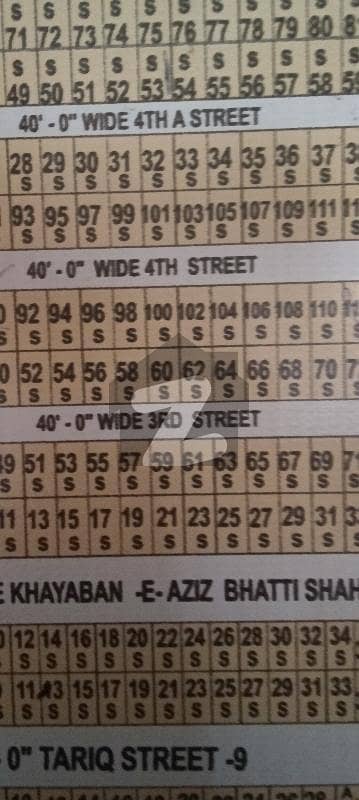 S S S S S S S S S S
71 72 73 74 75 76 77 78 79 80
S S S S S S S S S S S
49 50 51 52 53 54 55 56 57 58
40' - 0" WIDE 4TH A STREET
28 29 30 31 32 33 34 35 36 37
S S S S S S S S S S
93 95 97 99 101 103 105 107 109 111
S S S S S S S S S S
40' - 0" WIDE 4TH STREET
92 94 96 98 100 102 104 106 108 110
S S S S S S S S S S S
52 54 56 58 60 62 64 66 68 70
S S S S S S S S S S
40' - 0" WIDE 3RD STREET
49 51 53 55 57 59 61 63 65 67 69
S S S S S S S S S S S
11 13 15 17 19 21 23 25 27 29 31
S S S S S S S S S S S
KHAYABAN -E- AZIZ BHATTI SHAH
12 14 16 18 20 22 24 26 28 30 32 34
S S S S S S S S S S S S
11 13 15 17 19 21 23 25 27 29 31 33
S S S S S S S S S S S S
0" TARIQ STREET -9